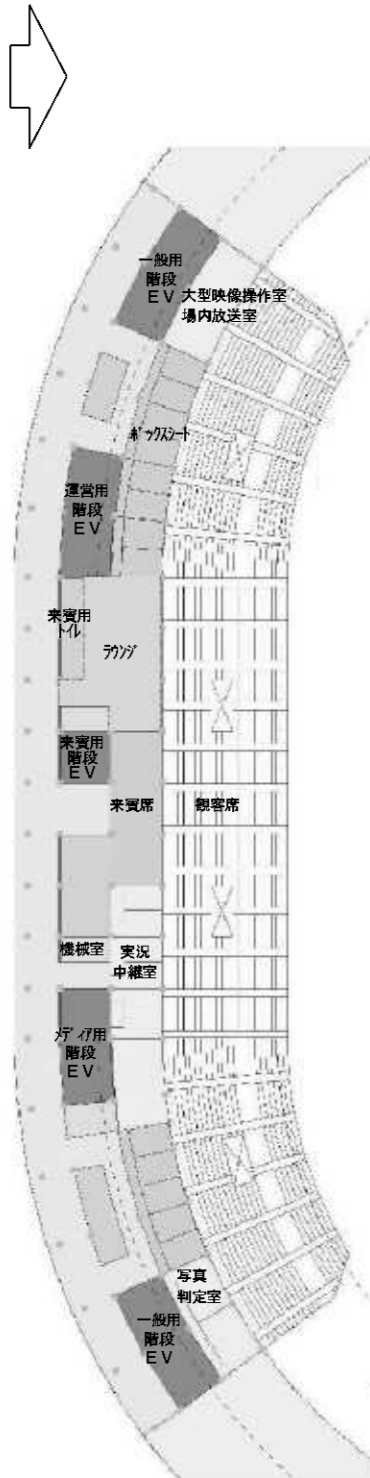 一般用
階段
ＥＶ
大型映像操作室
場内放送室
ﾎﾞｯｸｽｼｰﾄ
運営用
階段
ＥＶ
来賓用
ﾄｲﾚ
ﾗｳﾝｼﾞ
来賓用
階段
ＥＶ
来賓席
観客席
機械室
実況
中継室
ﾒﾃﾞｨｱ用
階段
ＥＶ
写真
判定室
一般用
階段
ＥＶ